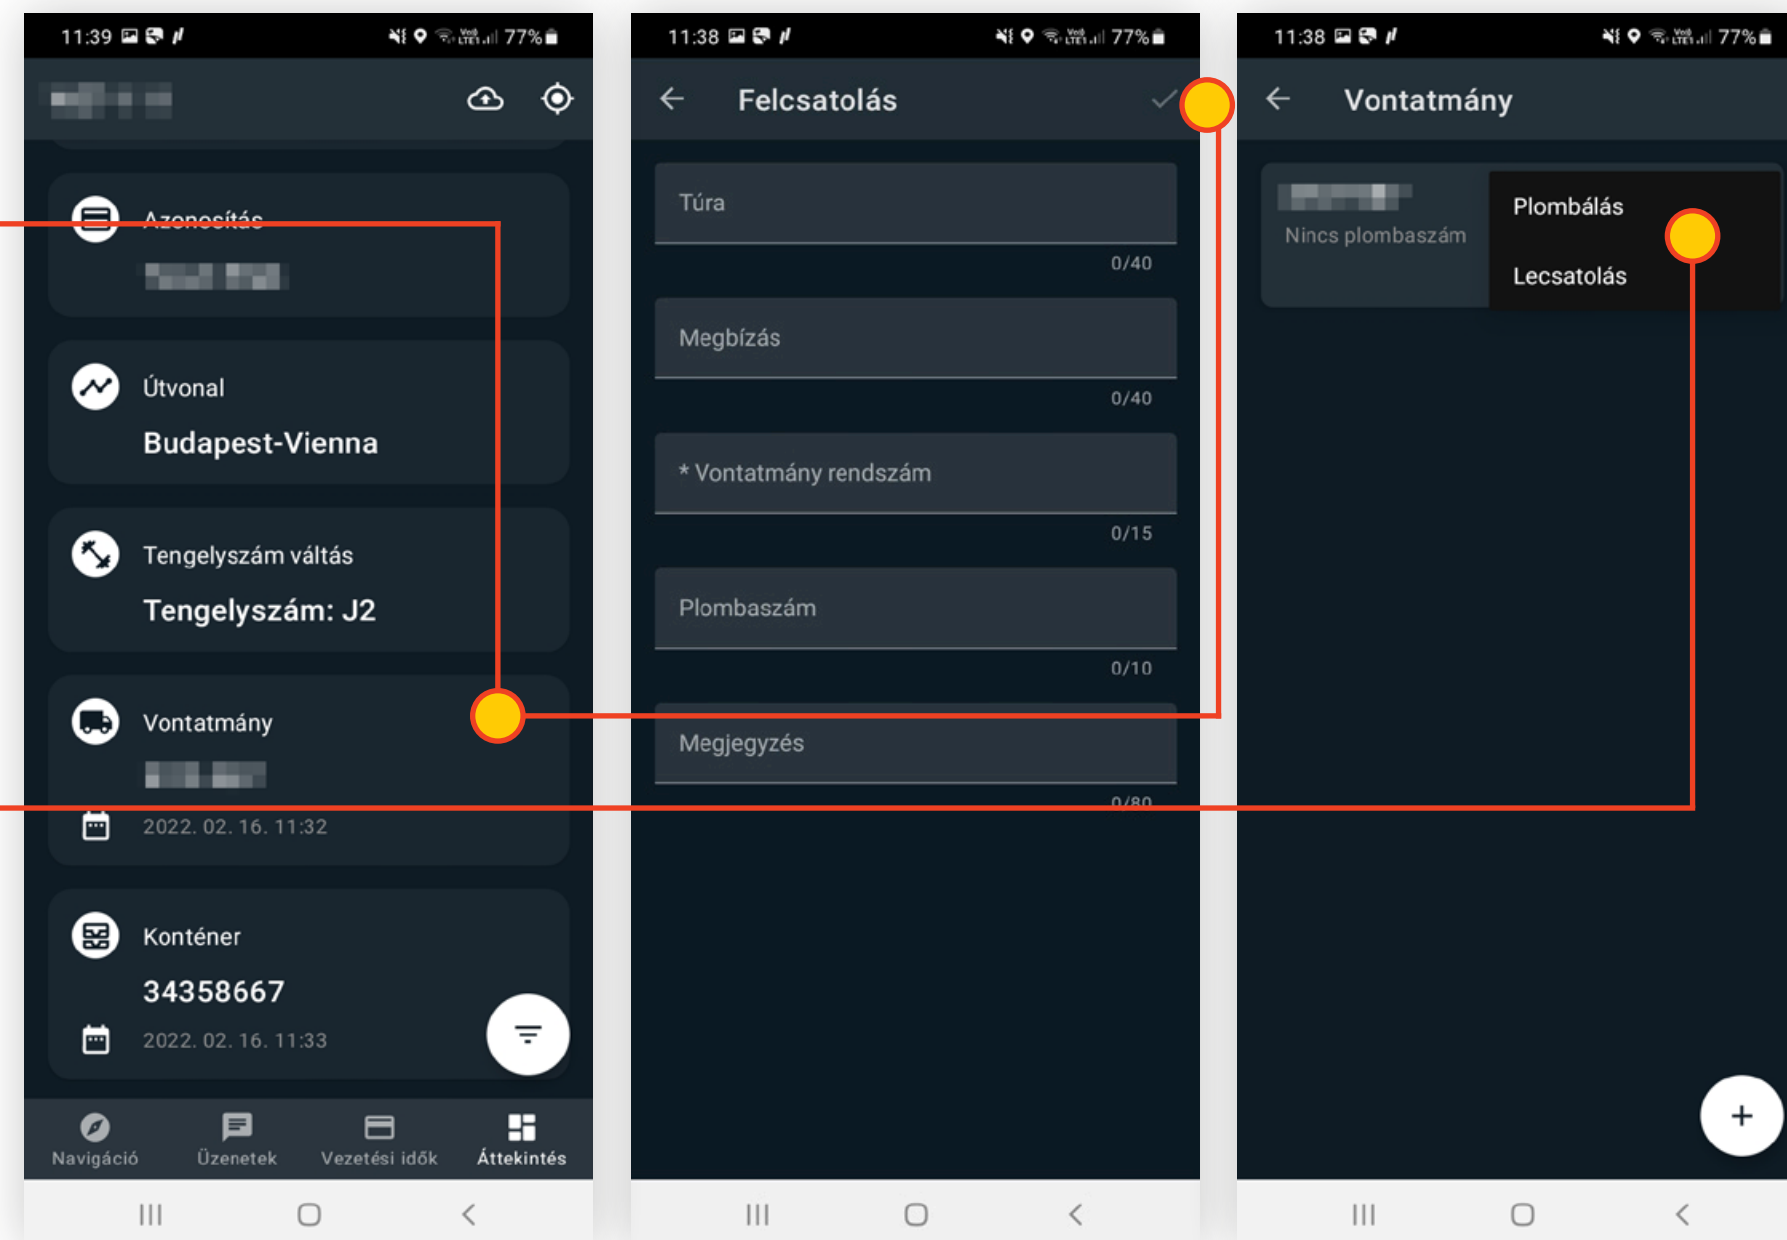 11:39
77%
Azonosítás
Útvonal
Budapest-Vienna
Tengelyszám váltás
Tengelyszám: J2
Vontatmány
2022. 02. 16. 11:32
Konténer
34358667
2022. 02. 16. 11:33
Navigáció Üzenetek Vezetési idők Áttekintés
11:38
77%
Felcsatolás
Túra
0/40
Megbízás
0/40
* Vontatmány rendszám
0/15
Plombaszám
0/10
Megjegyzés
0/80
11:38
77%
Vontatmány
Nincs plombaszám
Plombálás
Lecsatolás